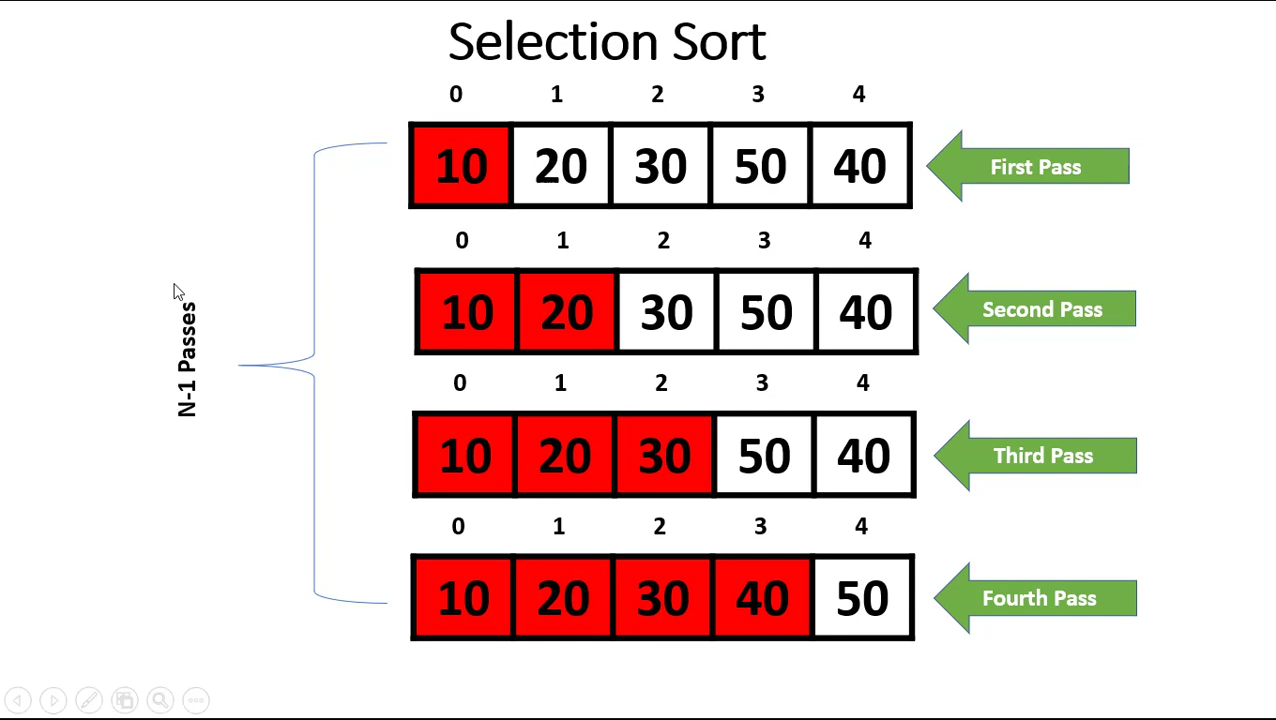 Selection Sort
0 1 2 3 4
10 20 30 50 40
First Pass
0 1 2 3 4
10 20 30 50 40
Second Pass
N-1 Passes
0 1 2 3 4
10 20 30 50 40
Third Pass
0 1 2 3 4
10 20 30 40 50
Fourth Pass